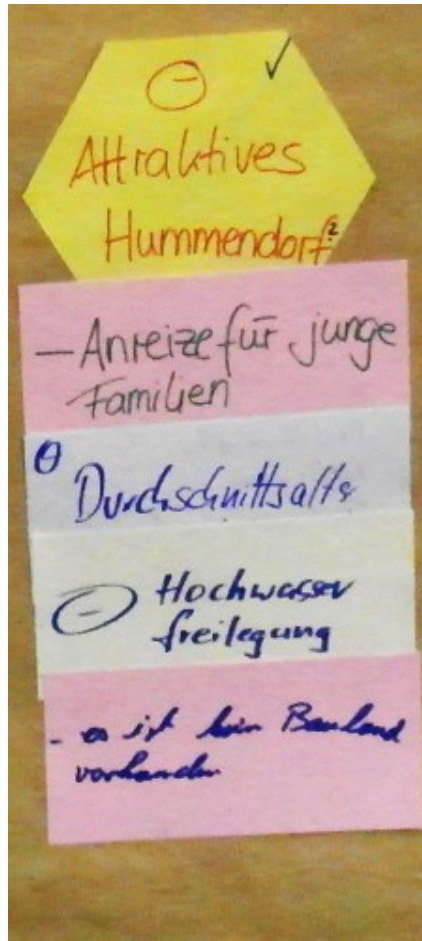 ⊖ ✓
Attraktives
Hummendorf?
- Anreize für junge
Familien
⊖
Durchschnittsalter
⊖ Hochwasser
freilegung
- es ist kein Bauland
vorhanden